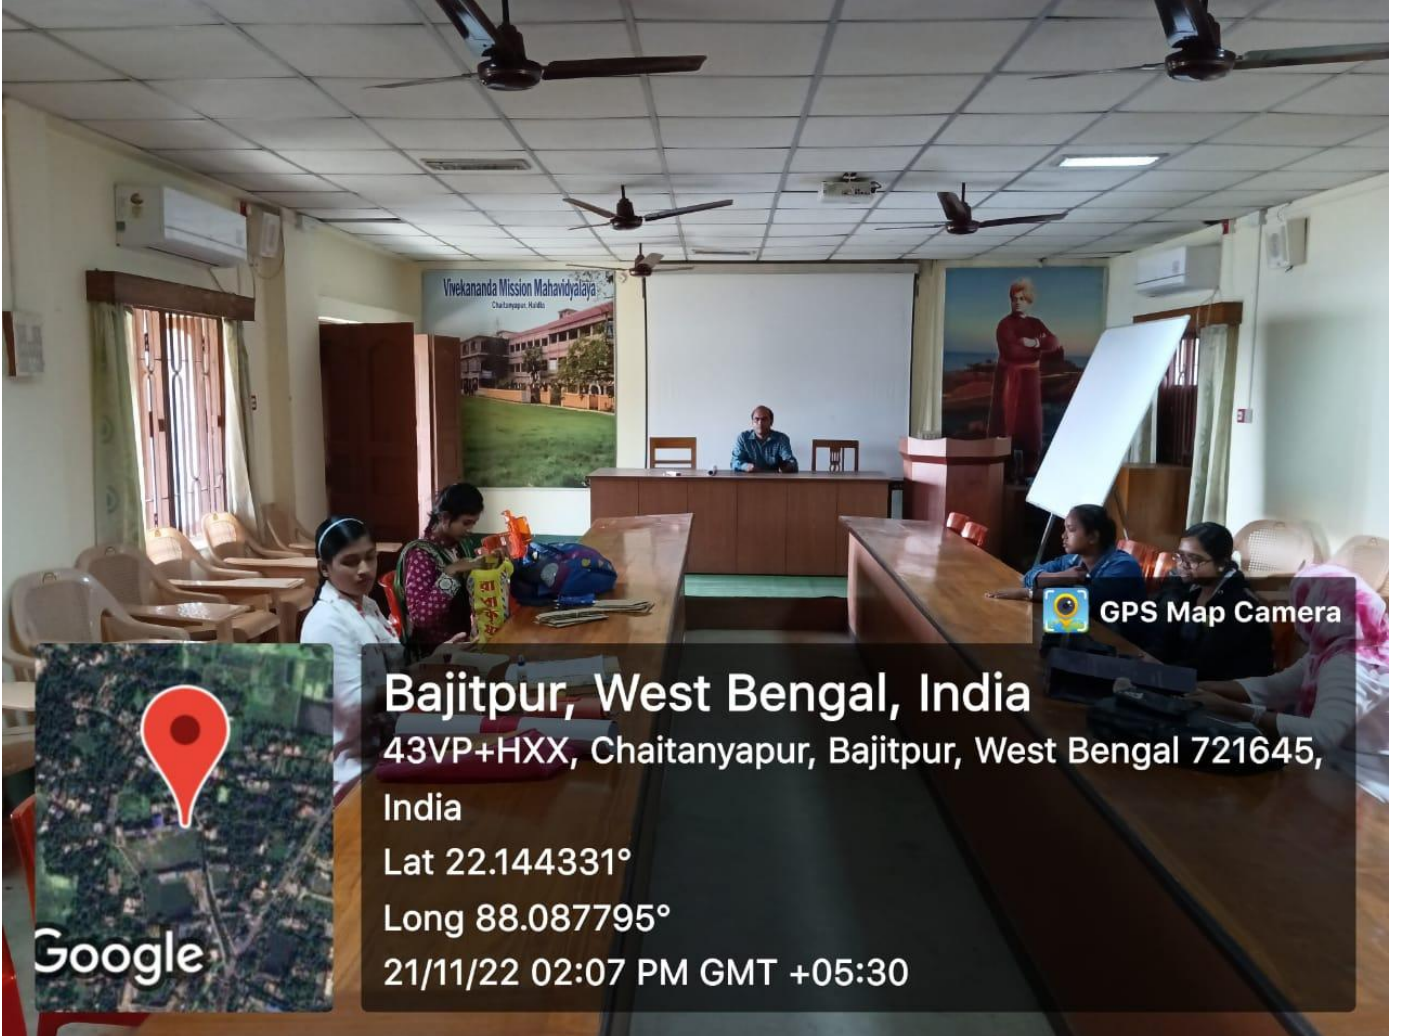 Vivekananda Mission Mahavidyalaya
Chaitanyapur, Haldia
GPS Map Camera
Bajitpur, West Bengal, India
43VP+HXX, Chaitanyapur, Bajitpur, West Bengal 721645,
India
Lat 22.144331°
Long 88.087795°
21/11/22 02:07 PM GMT +05:30
Google